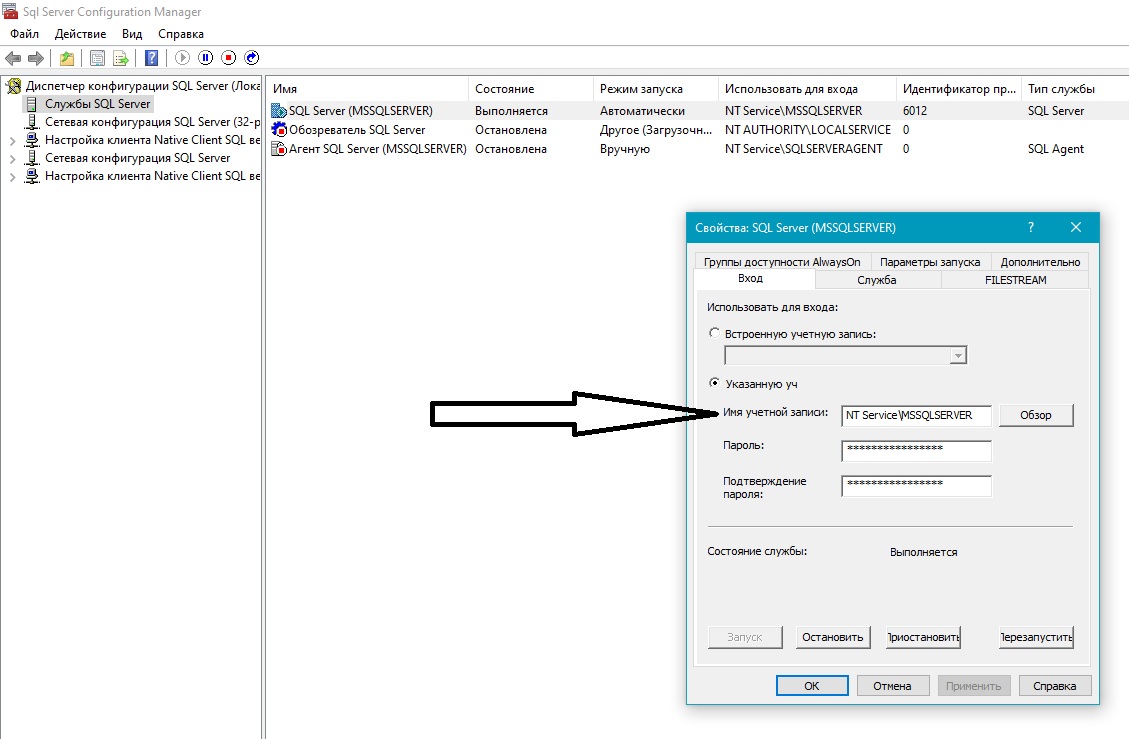 Sql Server Configuration Manager
Файл Действие Вид Справка
Диспетчер конфигурации SQL Server (Лока
Службы SQL Server
Сетевая конфигурация SQL Server (32-р
Настройка клиента Native Client SQL ве
Сетевая конфигурация SQL Server
Настройка клиента Native Client SQL ве
Имя Состояние Режим запуска Использовать для входа Идентификатор пр... Тип службы
SQL Server (MSSQLSERVER) Выполняется Автоматически NT Service\MSSQLSERVER 6012 SQL Server
Обозреватель SQL Server Остановлена Другое (Загрузочн... NT AUTHORITY\LOCALSERVICE 0
Агент SQL Server (MSSQLSERVER) Остановлена Вручную NT Service\SQLSERVERAGENT 0 SQL Agent
Свойства: SQL Server (MSSQLSERVER) ?
Группы доступности AlwaysOn Параметры запуска Дополнительно
Вход Служба FILESTREAM
Использовать для входа:
Встроенную учетную запись:
Указанную уч
Имя учетной записи: NT Service\MSSQLSERVER Обзор
Пароль: ****************
Подтверждение
пароля: ****************
Состояние службы: Выполняется
Запуск Остановить Приостановить Перезапустить
OK Отмена Применить Справка